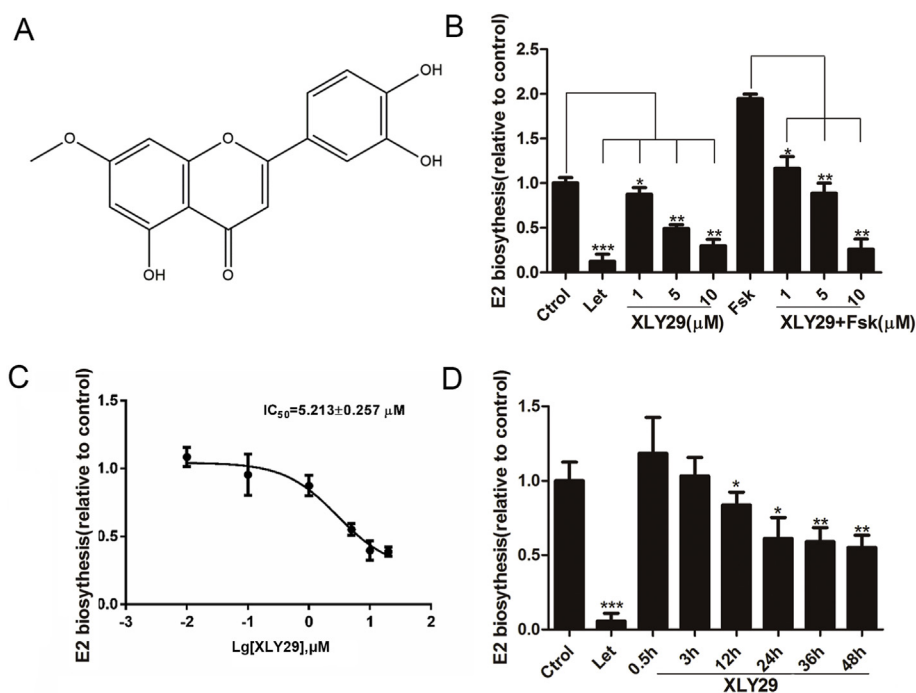 A
O
O
OH
OH
OH
O
B
E2 biosythesis(relative to control)
2.5
2.0
1.5
1.0
0.5
0.0
*
**
**
***
*
**
**
Ctrol
Let
1
5
10
Fsk
1
5
10
XLY29(μM)
XLY29+Fsk(μM)
C
E2 biosythesis(relative to control)
1.5
1.0
0.5
0.0
IC50=5.213±0.257 μM
-3
-2
-1
0
1
2
Lg[XLY29],μM
D
E2 biosythesis(relative to control)
1.5
1.0
0.5
0.0
***
*
*
**
**
Ctrol
Let
0.5h
3h
12h
24h
36h
48h
XLY29